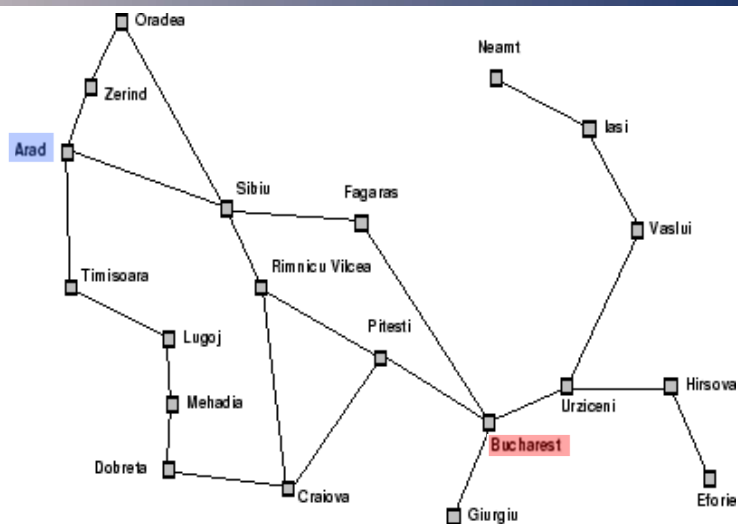 Oradea
Neamt
Zerind
Iasi
Arad
Sibiu
Fagaras
Vaslui
Rimnicu Vilcea
Timisoara
Pitesti
Lugoj
Hirsova
Mehadia
Urziceni
Bucharest
Dobreta
Craiova
Eforie
Giurgiu